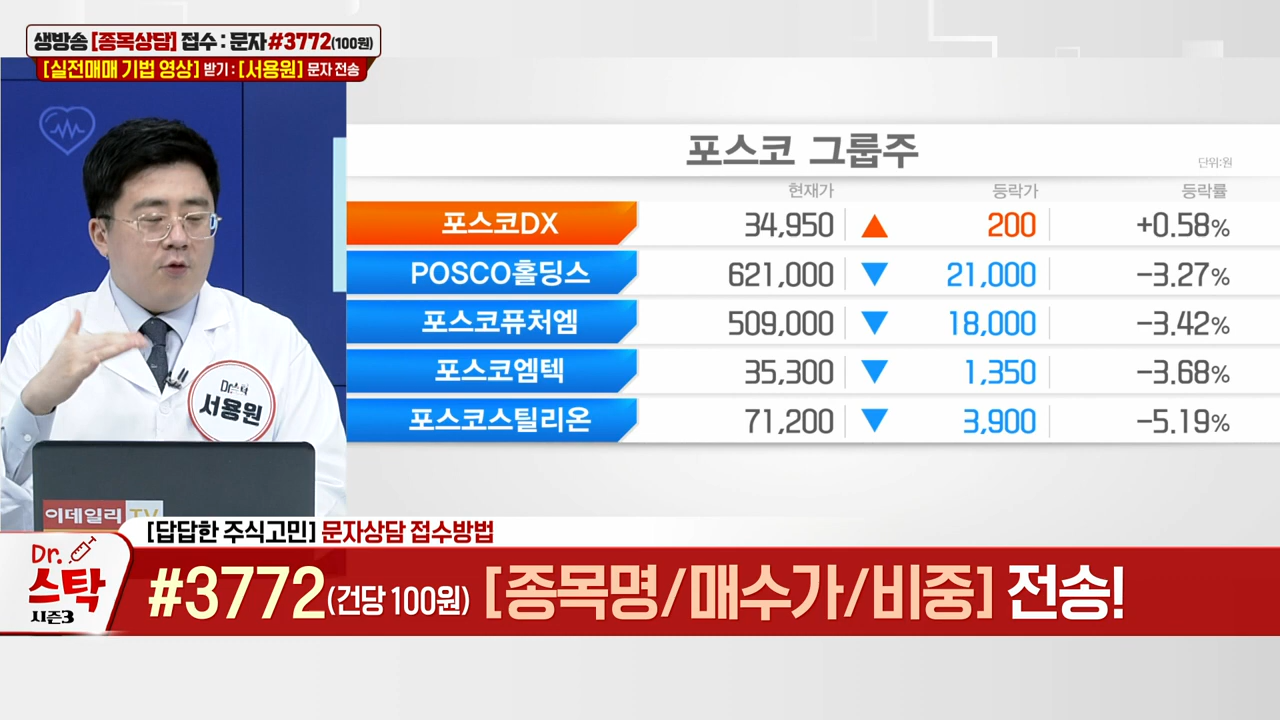 생방송 [종목상담] 접수 : 문자 #3772(100원)
[실전매매 기법 영상] 받기 : [서용원] 문자 전송
포스코 그룹주
단위:원
현재가 등락가 등락률
포스코DX 34,950 ▲ 200 +0.58%
POSCO홀딩스 621,000 ▼ 21,000 -3.27%
포스코퓨처엠 509,000 ▼ 18,000 -3.42%
포스코엠텍 35,300 ▼ 1,350 -3.68%
포스코스틸리온 71,200 ▼ 3,900 -5.19%
Dr.스탁
서용원
이데일리 TV
[답답한 주식고민] 문자상담 접수방법
Dr.
스탁
시즌3
#3772(건당 100원) [종목명/매수가/비중] 전송!